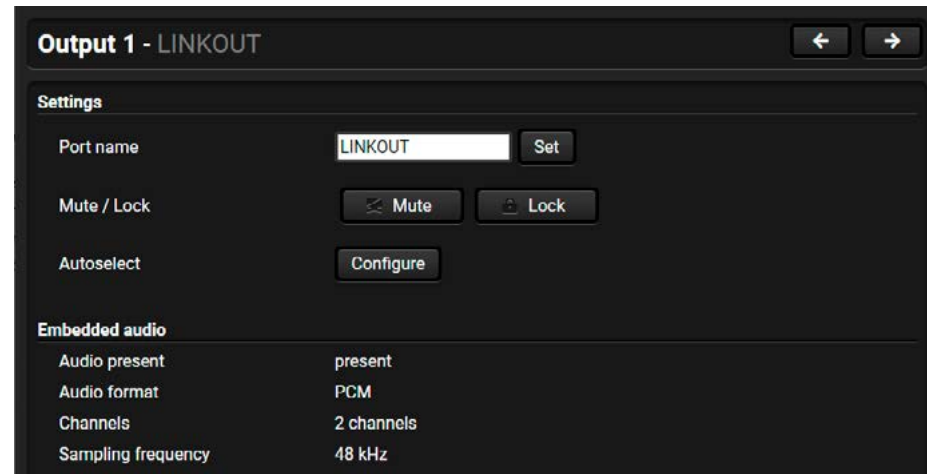 Output 1 - LINKOUT
Settings
Port name LINKOUT Set
Mute / Lock Mute Lock
Autoselect Configure
Embedded audio
Audio present present
Audio format PCM
Channels 2 channels
Sampling frequency 48 kHz